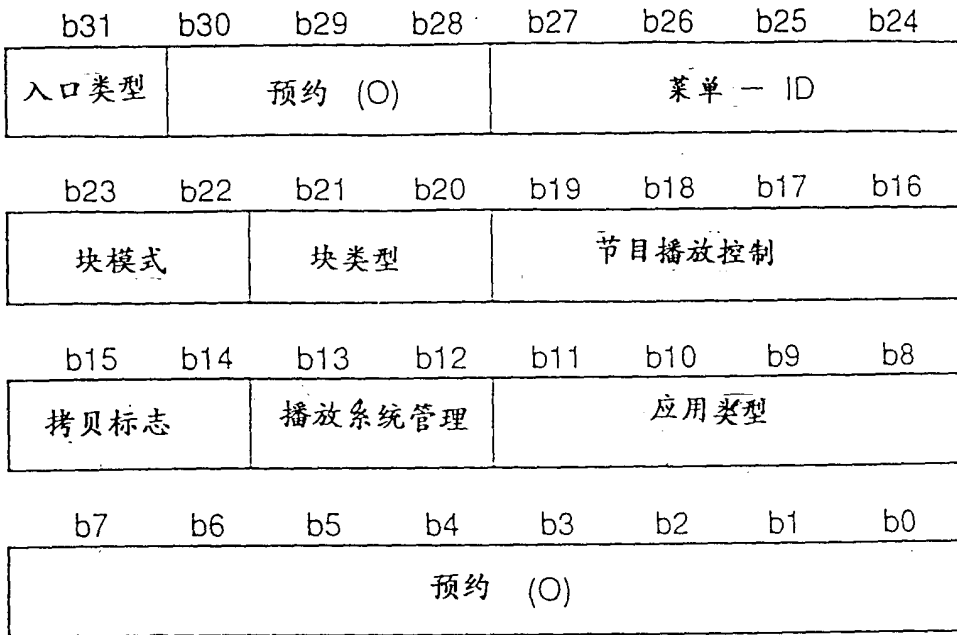 b31 b30 b29 b28 b27 b26 b25 b24
入口类型 预约 (O) 菜单 — ID
b23 b22 b21 b20 b19 b18 b17 b16
块模式 块类型 节目播放控制
b15 b14 b13 b12 b11 b10 b9 b8
拷贝标志 播放系统管理 应用类型
b7 b6 b5 b4 b3 b2 b1 b0
预约 (O)